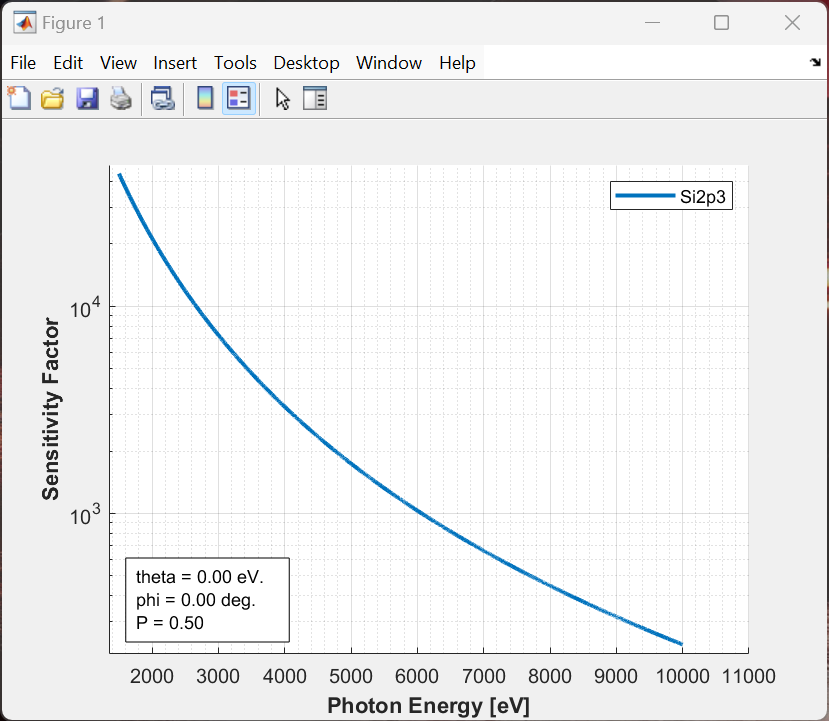 Figure 1
File Edit View Insert Tools Desktop Window Help
Si2p3
10^4
Sensitivity Factor
10^3
theta = 0.00 eV.
phi = 0.00 deg.
P = 0.50
2000 3000 4000 5000 6000 7000 8000 9000 10000 11000
Photon Energy [eV]